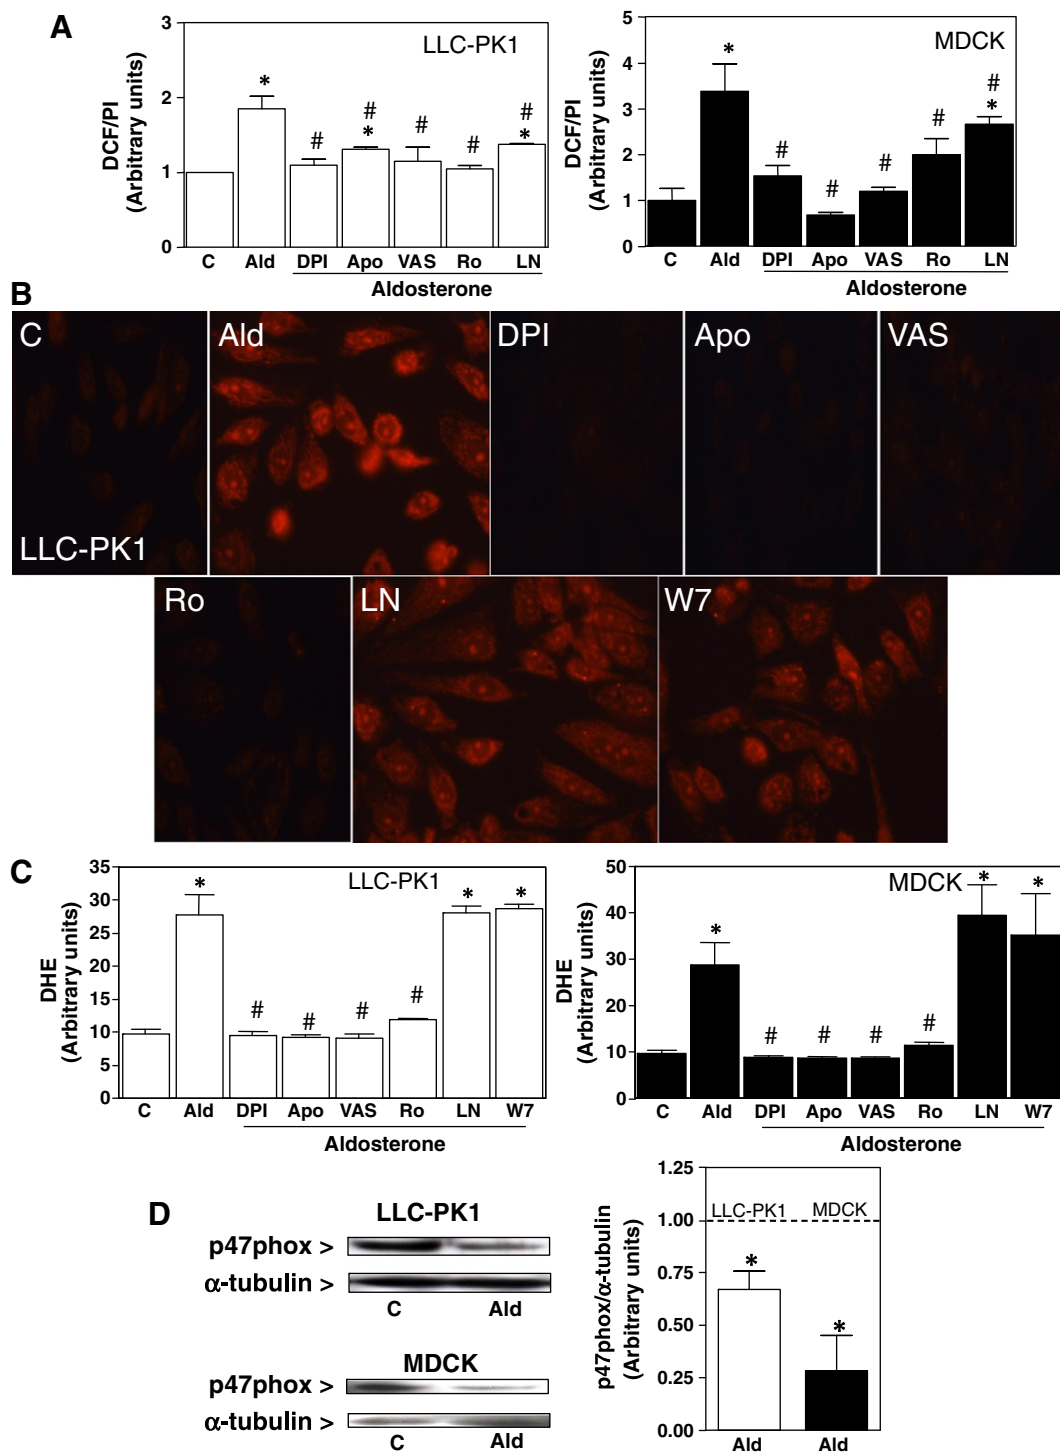 A
LLC-PK1
DCF/PI
(Arbitrary units)
3
2
1
0
*
#
#
*
#
#
#
*
C Ald DPI Apo VAS Ro LN
Aldosterone
MDCK
DCF/PI
(Arbitrary units)
5
4
3
2
1
0
*
#
#
#
#
#
*
C Ald DPI Apo VAS Ro LN
Aldosterone
B
C Ald DPI Apo VAS
LLC-PK1
Ro LN W7
C
LLC-PK1
DHE
(Arbitrary units)
35
30
25
20
15
10
5
0
*
#
#
#
#
*
*
C Ald DPI Apo VAS Ro LN W7
Aldosterone
MDCK
DHE
(Arbitrary units)
50
40
30
20
10
0
*
#
#
#
#
*
*
C Ald DPI Apo VAS Ro LN W7
Aldosterone
D
LLC-PK1
p47phox >
α-tubulin >
C Ald
MDCK
p47phox >
α-tubulin >
C Ald
p47phox/α-tubulin
(Arbitrary units)
1.25
1.00
0.75
0.50
0.25
0.00
LLC-PK1 MDCK
*
*
Ald Ald